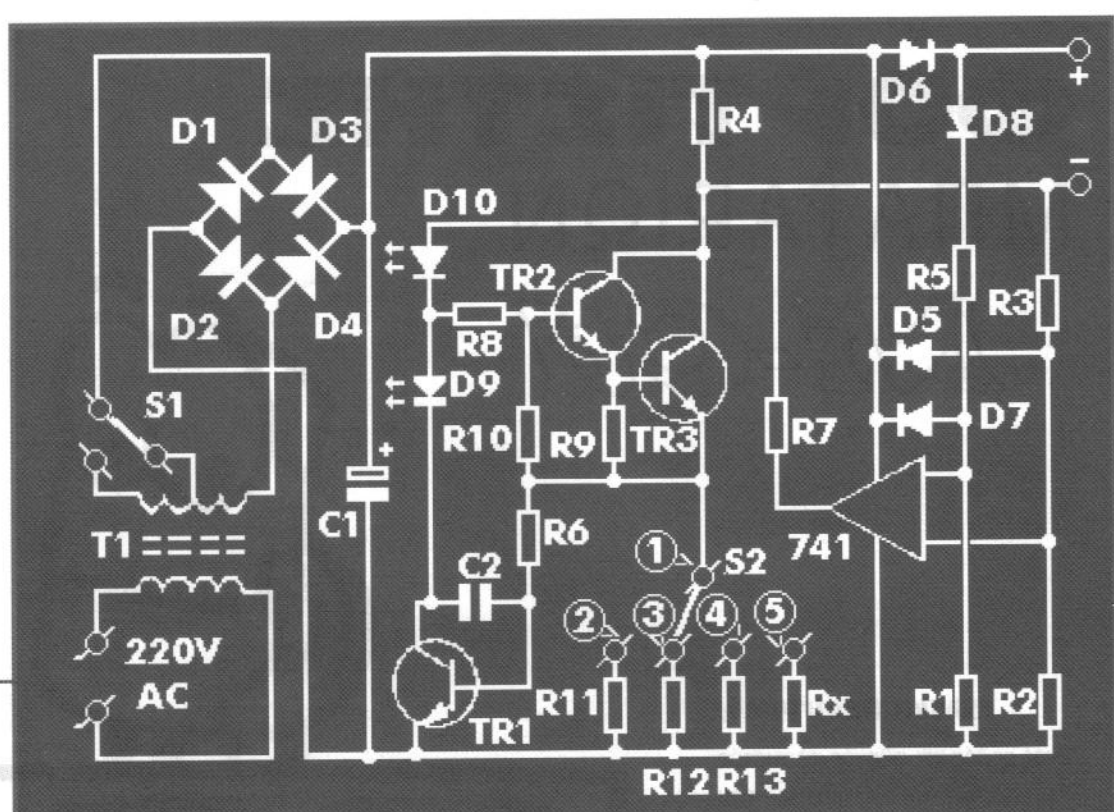 +
D6
D1
D3
R4
D8
−
D10
TR2
R5
R3
D2
D4
R8
D5
D9
S1
R10
R9
TR3
R7
D7
+
C1
R6
741
T1
C2
1
S2
2
3
4
5
220V
AC
TR1
R11
Rx
R1
R2
R12 R13